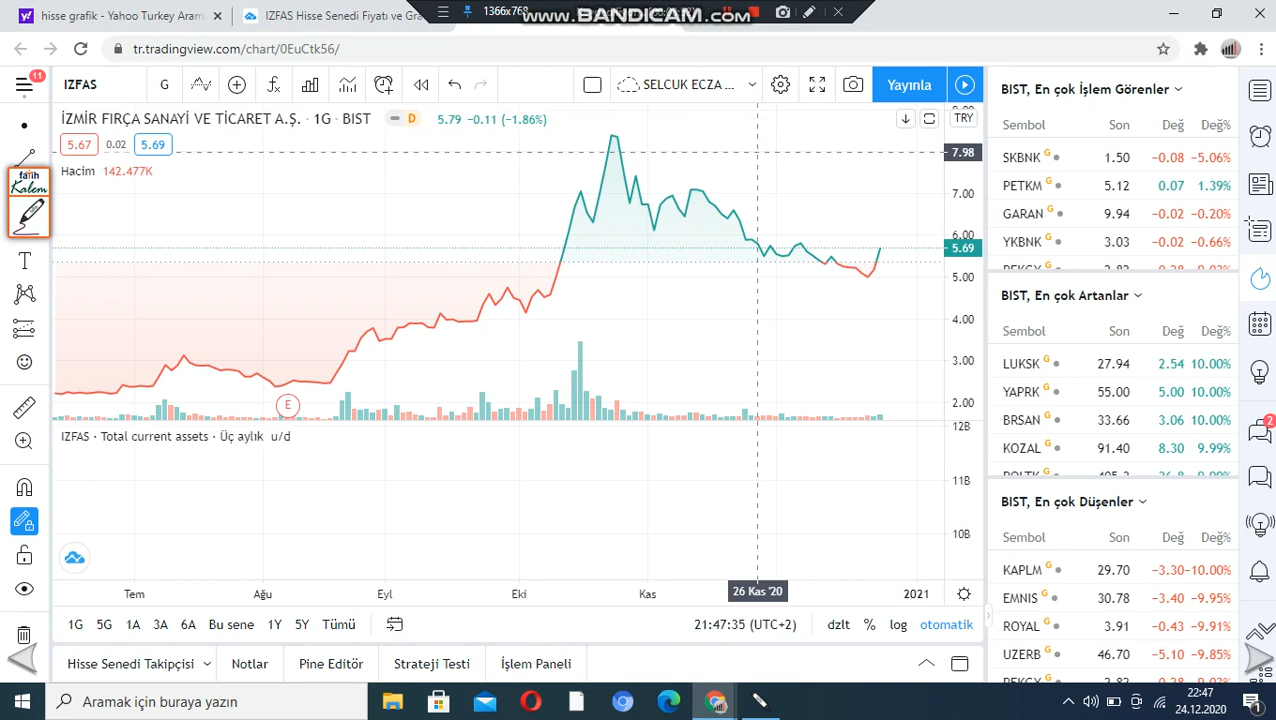 hisse grafiği - Yahoo Turkey Aram
IZFAS Hisse Senedi Fiyatı ve Gra
1366x768
www.BANDICAM.com
tr.tradingview.com/chart/0EuCtk56/
11
IZFAS
G
SELCUK ECZA ...
Yayınla
İZMİR FIRÇA SANAYİ VE TİCARET A.Ş. · 1G · BIST
D
5.79 −0.11 (−1.86%)
TRY
5.67
0.02
5.69
7.98
Hacim 142.477K
fatih
Kalem
7.00
6.00
5.69
5.00
4.00
3.00
2.00
E
IZFAS · Total current assets · Üç aylık u/d
12B
11B
10B
Tem
Ağu
Eyl
Eki
Kas
26 Kas '20
2021
1G
5G
1A
3A
6A
Bu sene
1Y
5Y
Tümü
21:47:35 (UTC+2)
dzlt
%
log
otomatik
Hisse Senedi Takipçisi
Notlar
Pine Editör
Strateji Testi
İşlem Paneli
BIST, En çok İşlem Görenler
Sembol Son Değ Değ%
SKBNK G 1.50 −0.08 −5.06%
PETKM G 5.12 0.07 1.39%
GARAN G 9.94 −0.02 −0.20%
YKBNK G 3.03 −0.02 −0.66%
BIST, En çok Artanlar
Sembol Son Değ Değ%
LUKSK G 27.94 2.54 10.00%
YAPRK G 55.00 5.00 10.00%
BRSAN G 33.66 3.06 10.00%
KOZAL G 91.40 8.30 9.99%
BIST, En çok Düşenler
Sembol Son Değ Değ%
KAPLM G 29.70 −3.30 −10.00%
EMNIS G 30.78 −3.40 −9.95%
ROYAL G 3.91 −0.43 −9.91%
UZERB G 46.70 −5.10 −9.85%
2
Aramak için buraya yazın
22:47
24.12.2020
1